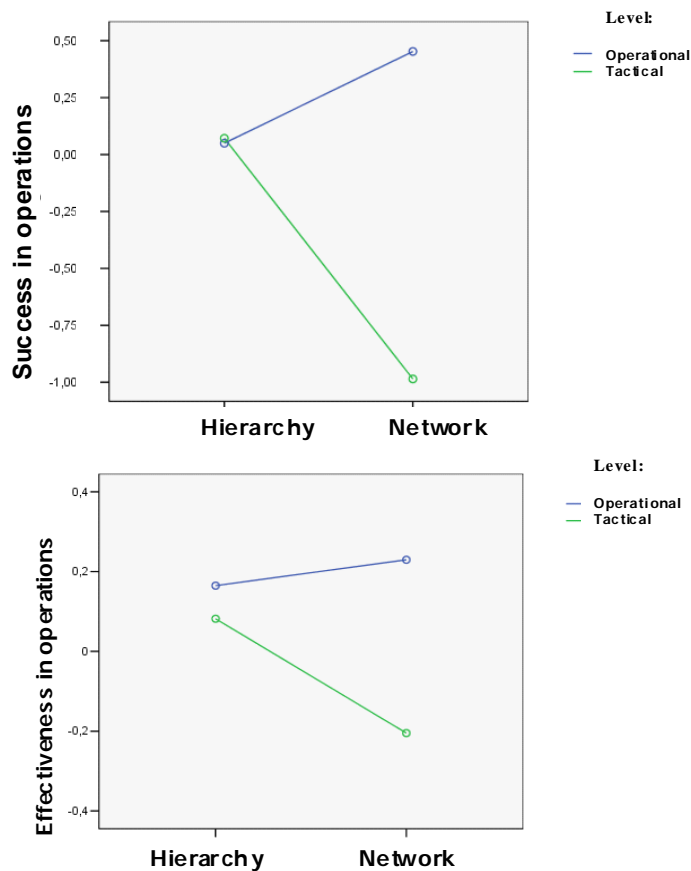 Level:
Operational
Tactical
Success in operations
0,50
0,25
0,00
-0,25
-0,50
-0,75
-1,00
Hierarchy Network
Level:
Operational
Tactical
Effectiveness in operations
0,4
0,2
0
-0,2
-0,4
Hierarchy Network